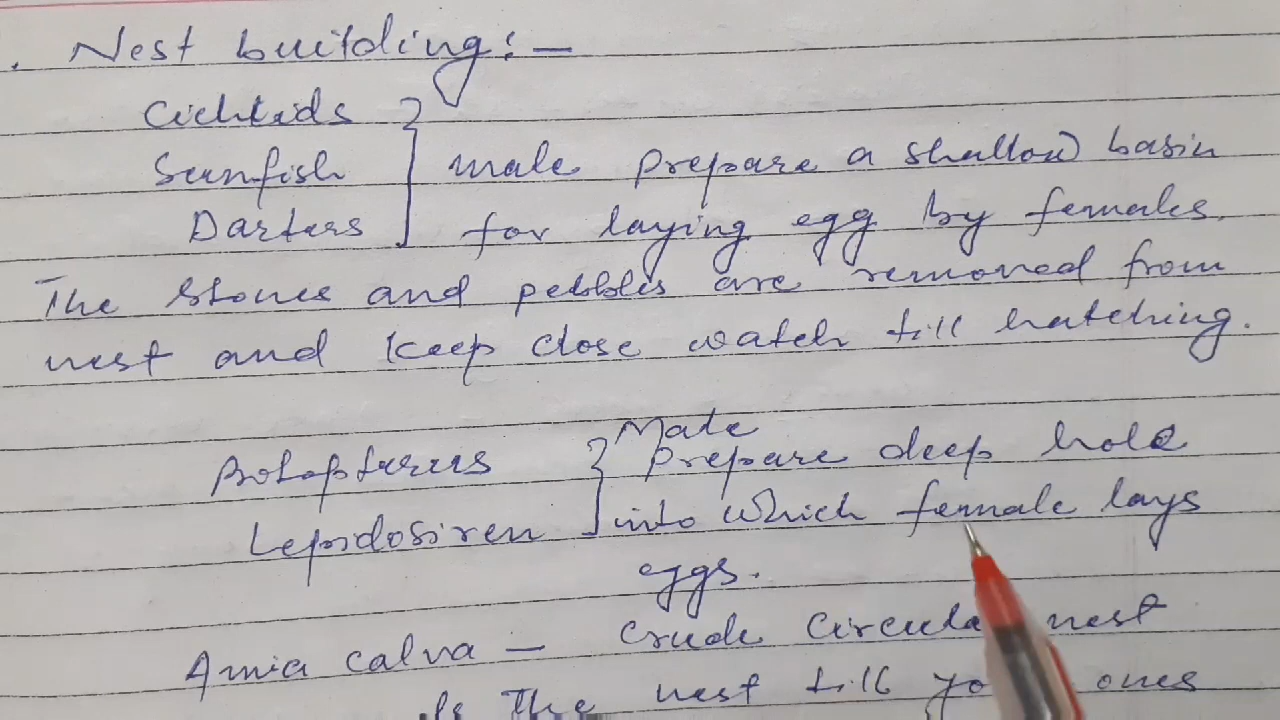 . Nest building:-
Cichlids
Sunfish
Darters
male prepare a shallow basin
for laying egg by females.
The stones and pebbles are removed from
nest and keep close watch till hatching.
Protopterus
Lepidosiren
Male
prepare deep hole
into which female lays
eggs.
Amia calva - crude circular nest
The nest till ones